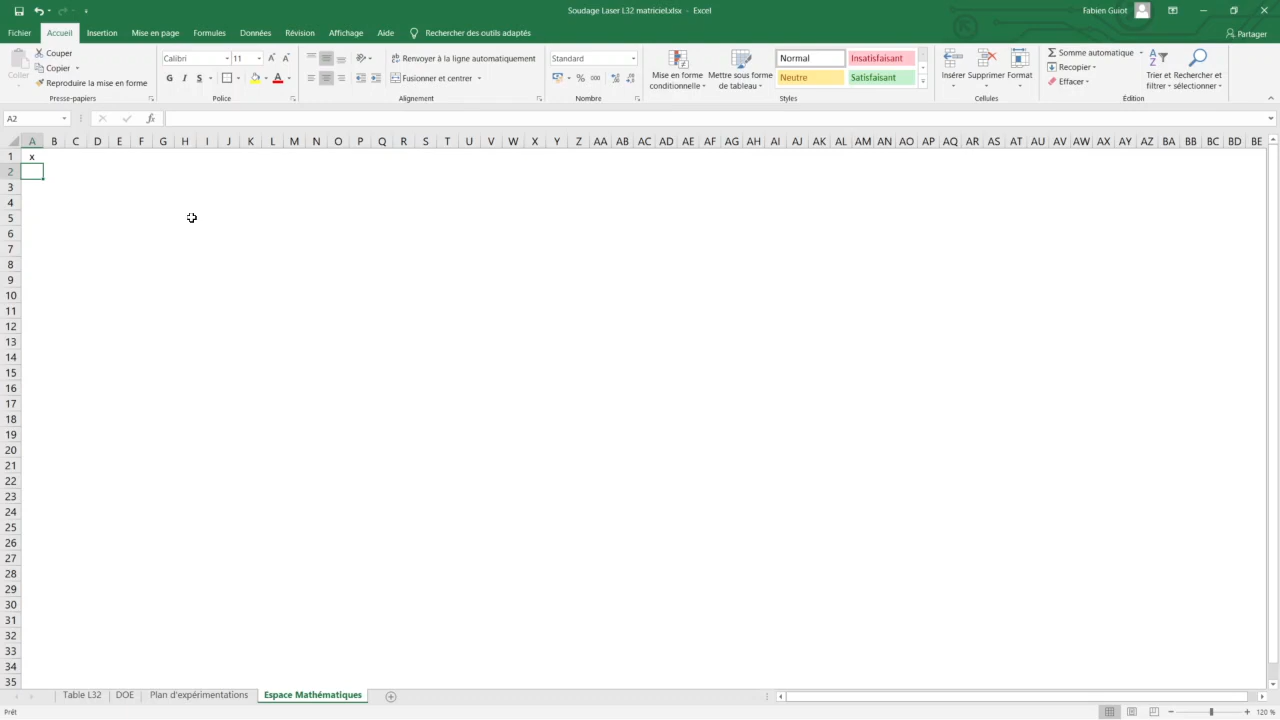 Soudage Laser L32 matriciel.xlsx - Excel
Fabien Guiot
Fichier Accueil Insertion Mise en page Formules Données Révision Affichage Aide Rechercher des outils adaptés Partager
Coller
Couper
Copier
Reproduire la mise en forme
Presse-papiers
Calibri 11 A A
G I S A
Police
Renvoyer à la ligne automatiquement
Fusionner et centrer
Alignement
Standard
% 000
Nombre
Mise en forme conditionnelle
Mettre sous forme de tableau
Normal Insatisfaisant
Neutre Satisfaisant
Styles
Insérer Supprimer Format
Cellules
Somme automatique
Recopier
Effacer
Trier et filtrer
Rechercher et sélectionner
Édition
A2 fx
A B C D E F G H I J K L M N O P Q R S T U V W X Y Z AA AB AC AD AE AF AG AH AI AJ AK AL AM AN AO AP AQ AR AS AT AU AV AW AX AY AZ BA BB BC BD BE
1 x
2
3
4
5
6
7
8
9
10
11
12
13
14
15
16
17
18
19
20
21
22
23
24
25
26
27
28
29
30
31
32
33
34
35
Table L32 DOE Plan d'expérimentations Espace Mathématiques
Prêt 120 %